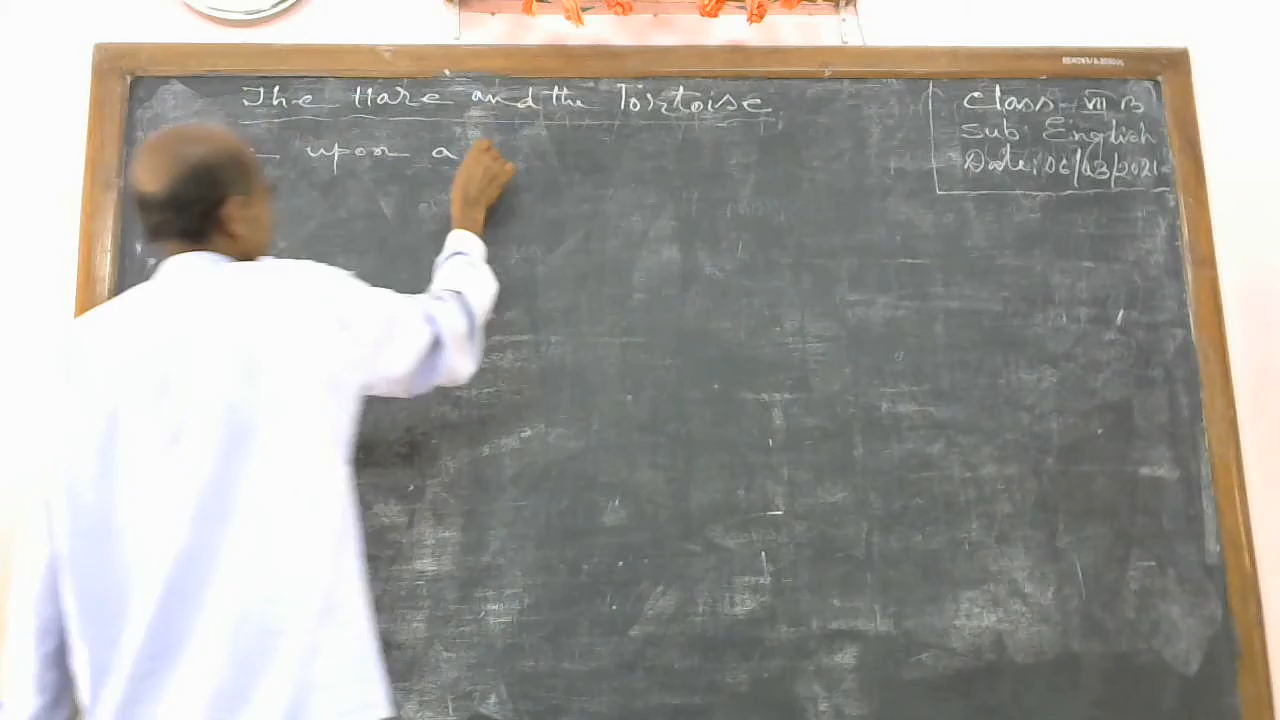 The Hare and the Tortoise
upon a
Class VII B
Sub: English
Date: 06/03/2021